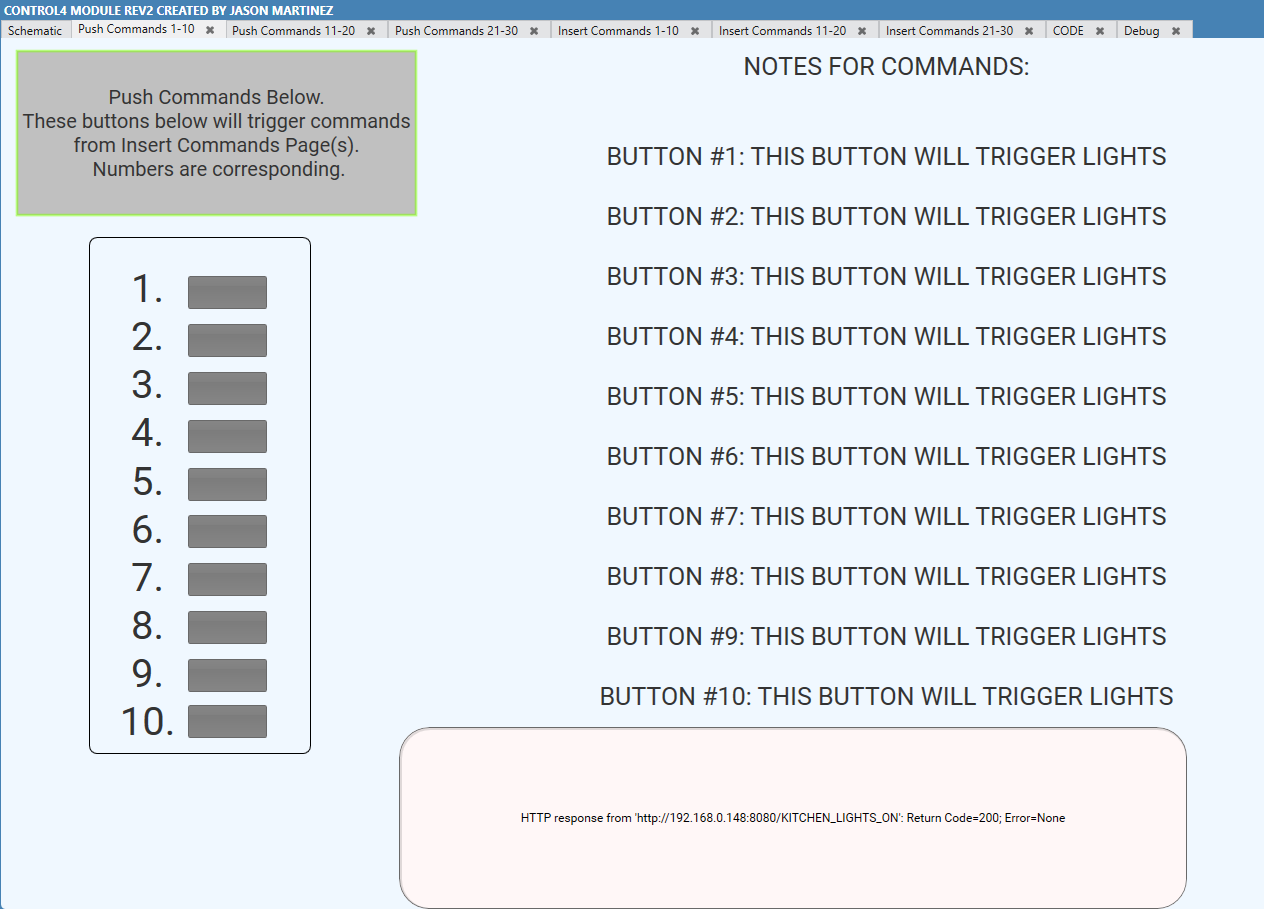 CONTROL4 MODULE REV2 CREATED BY JASON MARTINEZ
Schematic Push Commands 1-10 Push Commands 11-20 Push Commands 21-30 Insert Commands 1-10 Insert Commands 11-20 Insert Commands 21-30 CODE Debug
Push Commands Below.
These buttons below will trigger commands
from Insert Commands Page(s).
Numbers are corresponding.
1.
2.
3.
4.
5.
6.
7.
8.
9.
10.
NOTES FOR COMMANDS:
BUTTON #1: THIS BUTTON WILL TRIGGER LIGHTS
BUTTON #2: THIS BUTTON WILL TRIGGER LIGHTS
BUTTON #3: THIS BUTTON WILL TRIGGER LIGHTS
BUTTON #4: THIS BUTTON WILL TRIGGER LIGHTS
BUTTON #5: THIS BUTTON WILL TRIGGER LIGHTS
BUTTON #6: THIS BUTTON WILL TRIGGER LIGHTS
BUTTON #7: THIS BUTTON WILL TRIGGER LIGHTS
BUTTON #8: THIS BUTTON WILL TRIGGER LIGHTS
BUTTON #9: THIS BUTTON WILL TRIGGER LIGHTS
BUTTON #10: THIS BUTTON WILL TRIGGER LIGHTS
HTTP response from 'http://192.168.0.148:8080/KITCHEN_LIGHTS_ON': Return Code=200; Error=None